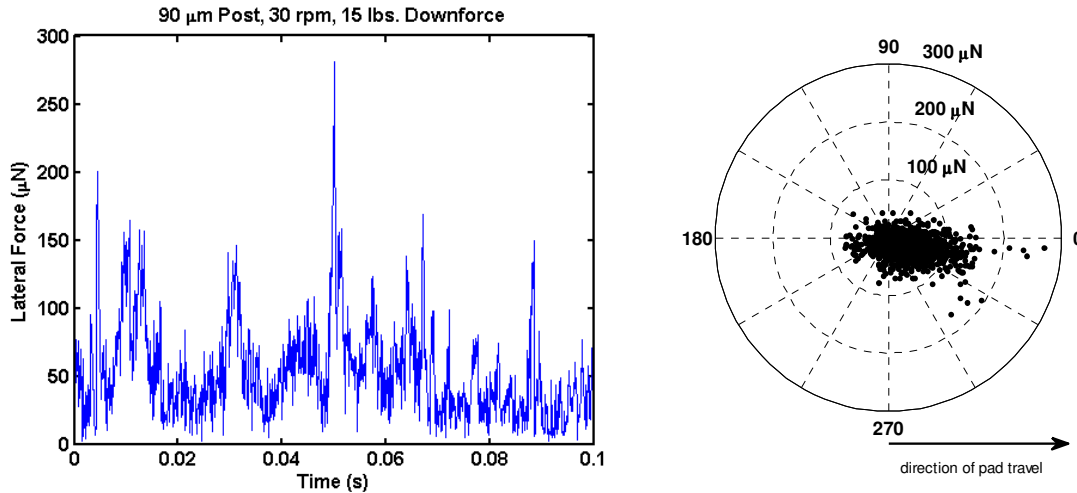 90 μm Post, 30 rpm, 15 lbs. Downforce
Lateral Force (μN)
300
250
200
150
100
50
0
0 0.02 0.04 0.06 0.08 0.1
Time (s)
90 300 μN
200 μN
100 μN
180 0
270
direction of pad travel